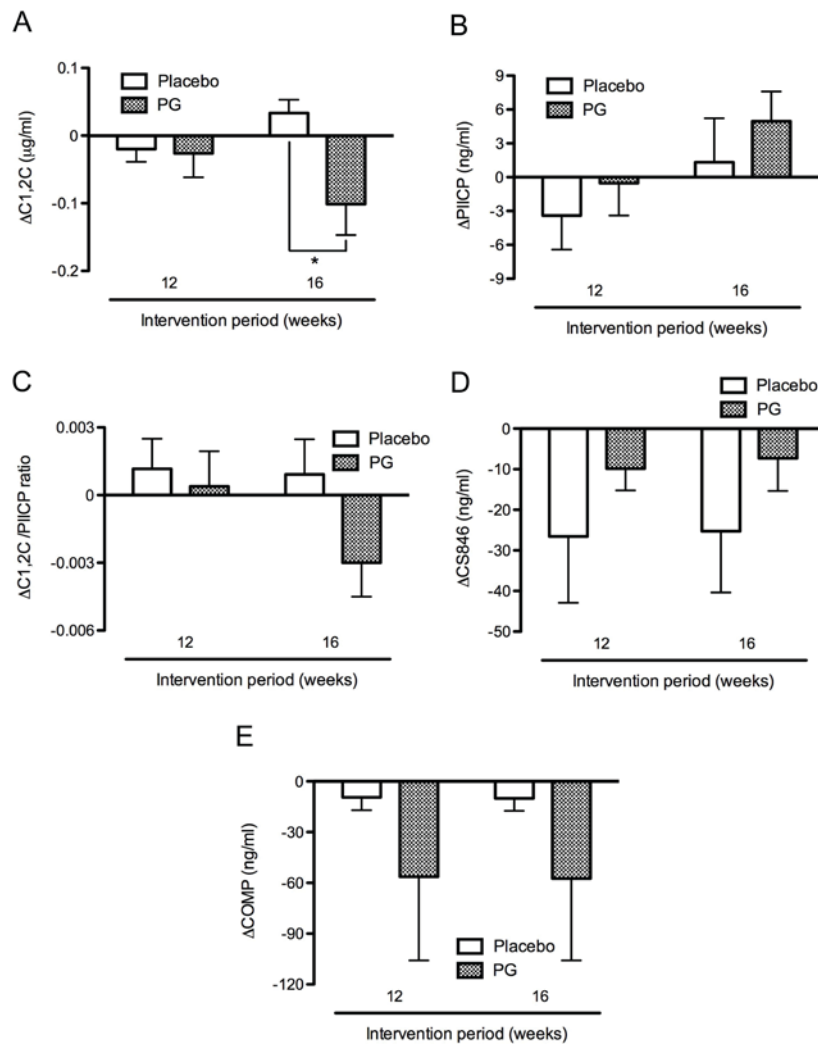 A
ΔC1,2C (μg/ml)
0.1
0
-0.1
-0.2
Placebo
PG
*
12 16
Intervention period (weeks)
B
ΔPIICP (ng/ml)
9
6
3
0
-3
-6
-9
Placebo
PG
12 16
Intervention period (weeks)
C
ΔC1,2C /PIICP ratio
0.003
0
-0.003
-0.006
Placebo
PG
12 16
Intervention period (weeks)
D
ΔCS846 (ng/ml)
Placebo
PG
0
-10
-20
-30
-40
-50
12 16
Intervention period (weeks)
E
ΔCOMP (ng/ml)
0
-30
-60
-90
-120
Placebo
PG
12 16
Intervention period (weeks)